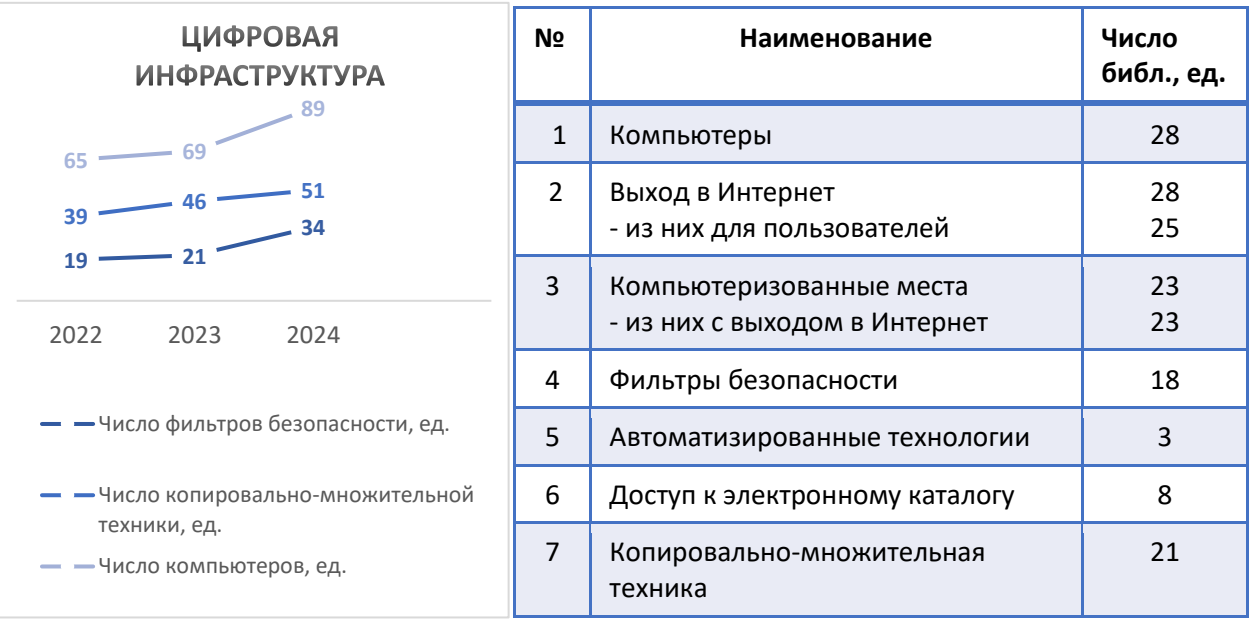 ЦИФРОВАЯ
ИНФРАСТРУКТУРА
89
65
69
51
46
39
34
19
21
2022 2023 2024
Число фильтров безопасности, ед.
Число копировально-множительной
техники, ед.
Число компьютеров, ед.
№ Наименование Число
библ., ед.
1 Компьютеры 28
2 Выход в Интернет 28
- из них для пользователей 25
3 Компьютеризованные места 23
- из них с выходом в Интернет 23
4 Фильтры безопасности 18
5 Автоматизированные технологии 3
6 Доступ к электронному каталогу 8
7 Копировально-множительная 21
техника